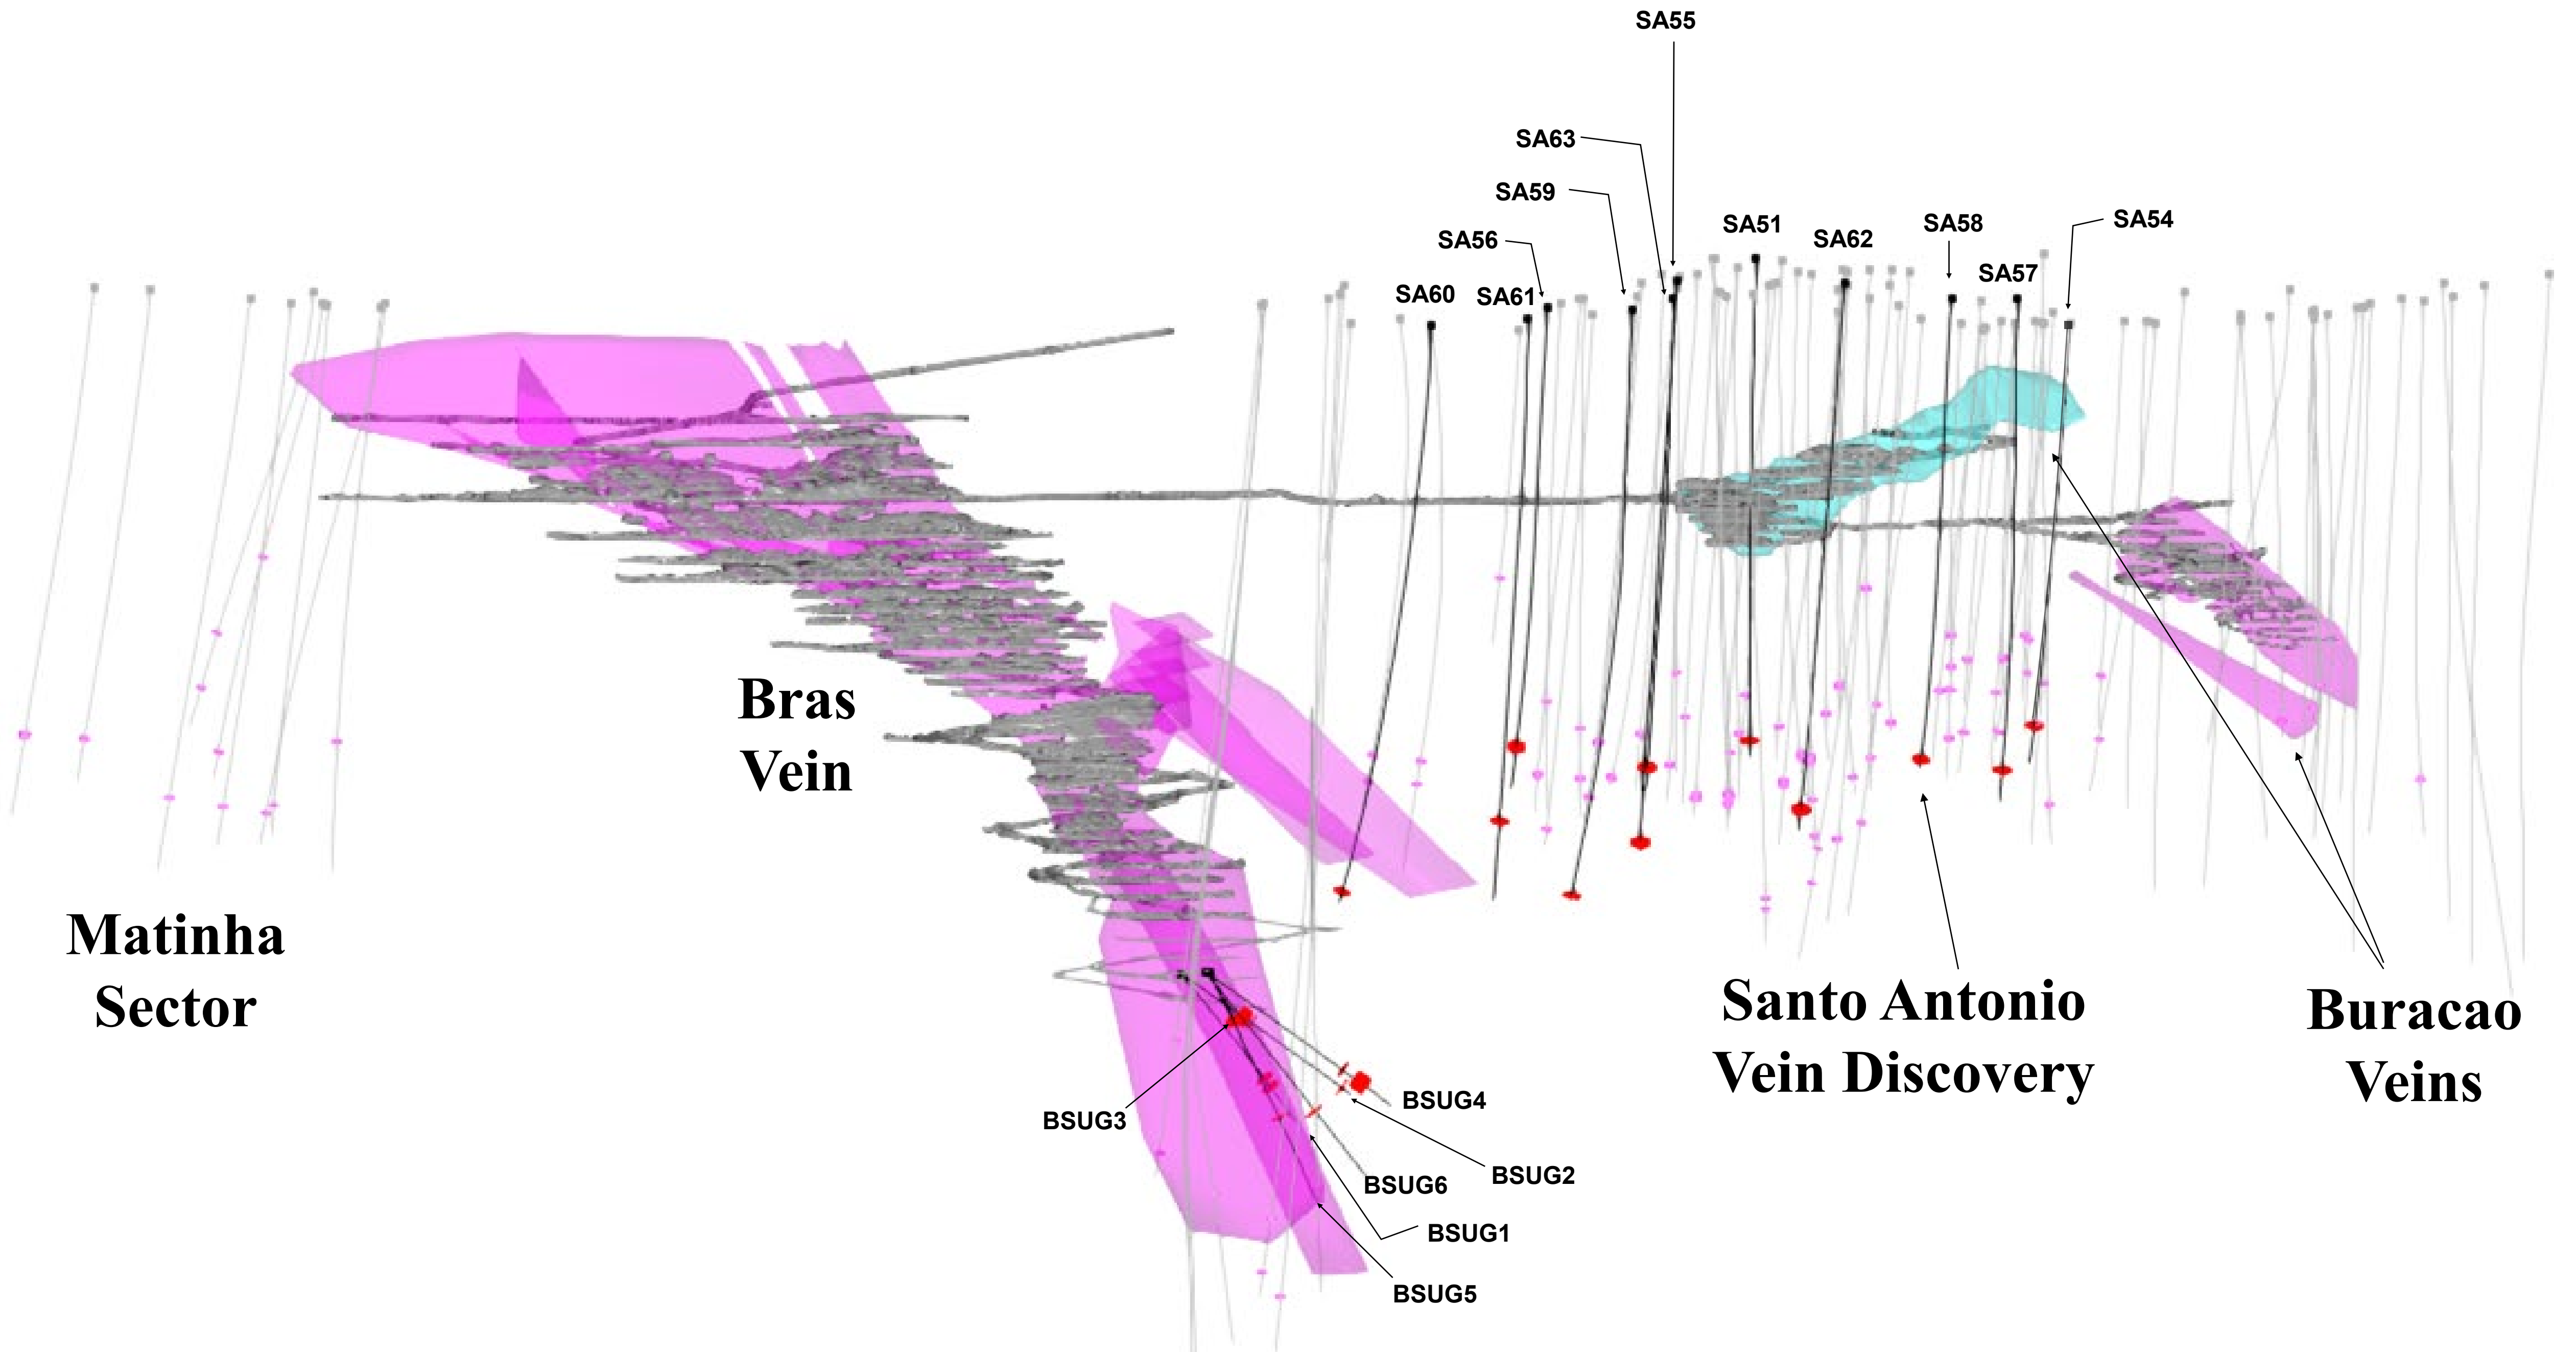 SA55
SA63
SA59
SA56
SA51
SA62
SA58
SA54
SA57
SA60
SA61
Bras
Vein
Matinha
Sector
Santo Antonio
Vein Discovery
Buracao
Veins
BSUG3
BSUG4
BSUG2
BSUG6
BSUG1
BSUG5